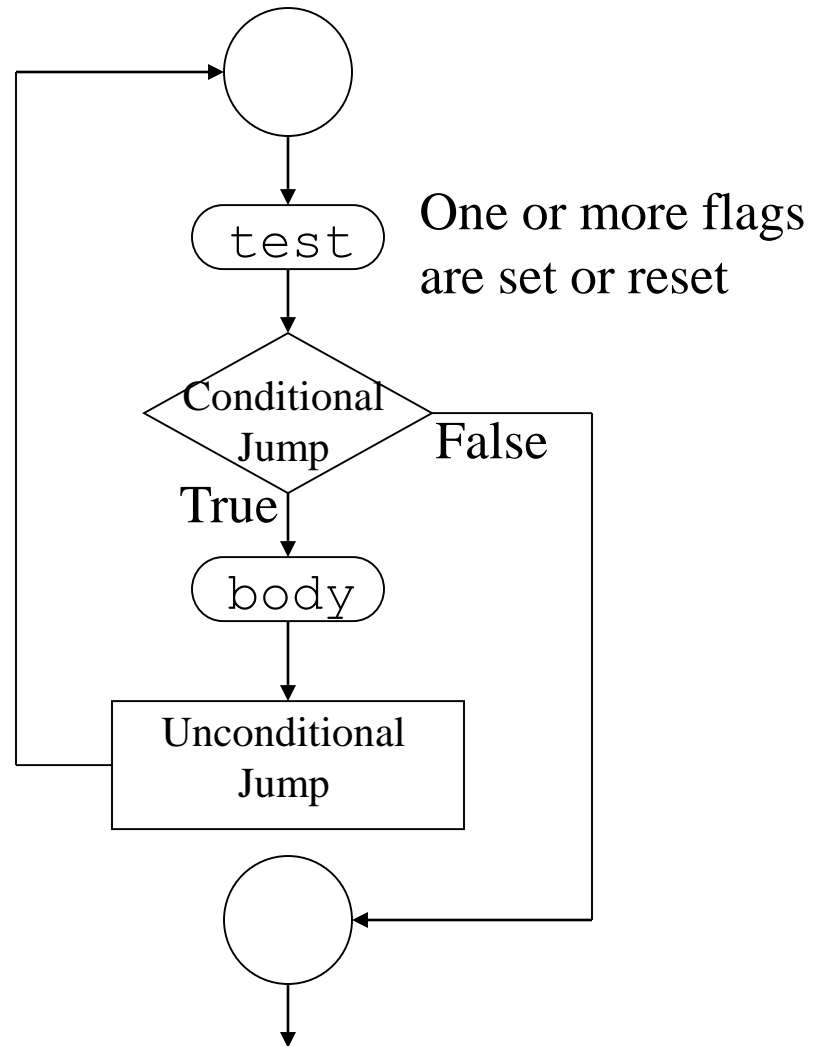 test
One or more flags
are set or reset
Conditional
Jump
False
True
body
Unconditional
Jump